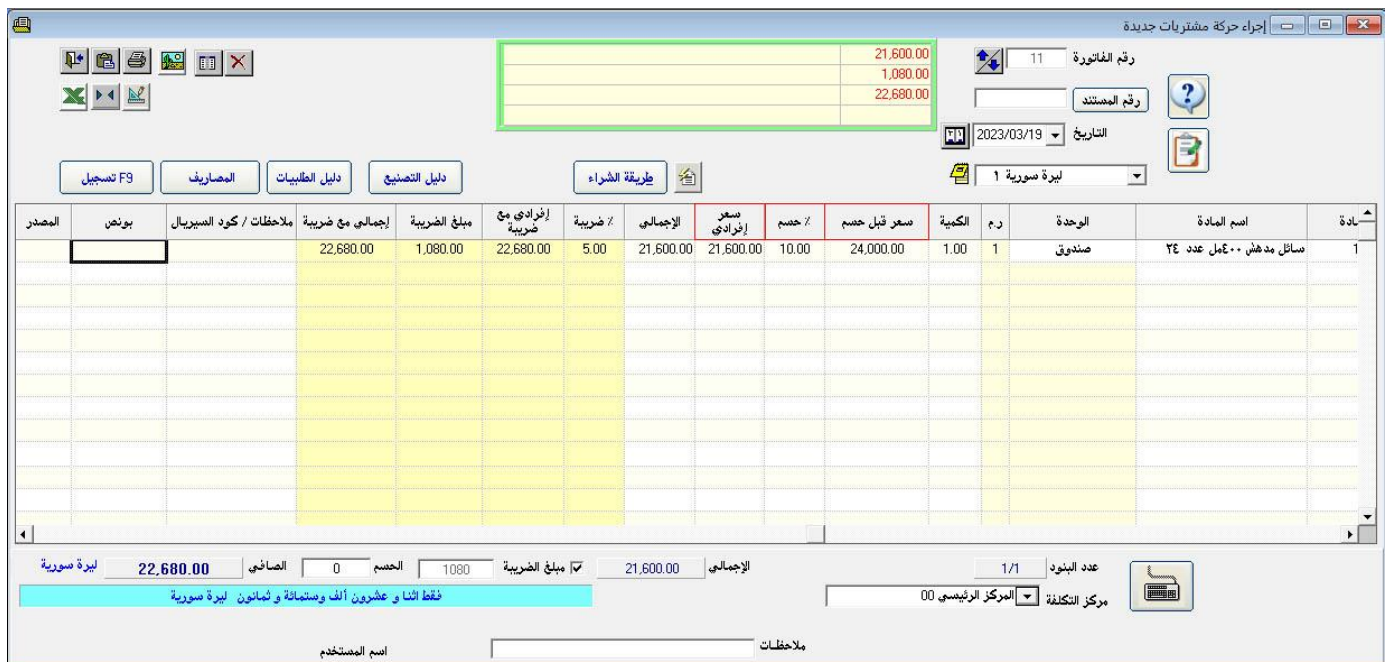 إجراء حركة مشتريات جديدة
رقم الفاتورة 11
21,600.00
1,080.00
22,680.00
رقم المستند
التاريخ 2023/03/19
ليرة سورية ١
طريقة الشراء
دليل التصنيع
دليل الطلبيات
المصاريف
F9 تسجيل
ـادة اسم المادة الوحدة ر.م الكمية سعر قبل حسم ٪ حسم سعر إفرادي الإجمالي ٪ ضريبة إفرادي مع ضريبة مبلغ الضريبة إجمالي مع ضريبة ملاحظات / كود السيريال بونص المصدر
1 سائل مدهش ٤٠٠مل عدد ٢٤ صندوق 1 1.00 24,000.00 10.00 21,600.00 21,600.00 5.00 22,680.00 1,080.00 22,680.00
عدد البنود 1/1 الإجمالي 21,600.00 مبلغ الضريبة 1080 الحسم 0 الصافي 22,680.00 ليرة سورية
مركز التكلفة المركز الرئيسي 00
فقط اثنا و عشرون ألف وستمائة و ثمانون ليرة سورية
ملاحظات
اسم المستخدم